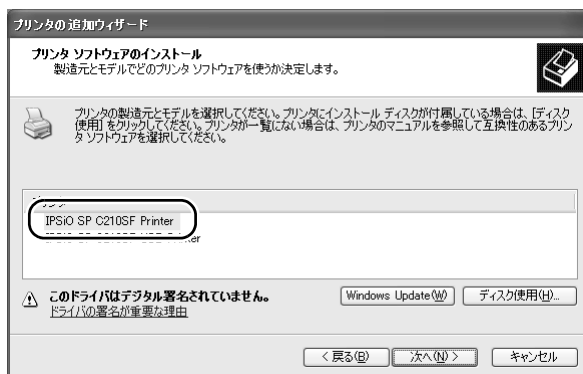 プリンタの追加ウィザード
プリンタ ソフトウェアのインストール
製造元とモデルでどのプリンタ ソフトウェアを使うか決定します。
プリンタの製造元とモデルを選択してください。プリンタにインストール ディスクが付属している場合は、[ディスク
使用] をクリックしてください。プリンタが一覧にない場合は、プリンタのマニュアルを参照して互換性のあるプリン
タ ソフトウェアを選択してください。
IPSiO SP C210SF Printer
このドライバはデジタル署名されていません。
ドライバの署名が重要な理由
Windows Update(W)
ディスク使用(H)...
< 戻る(B)
次へ(N) >
キャンセル